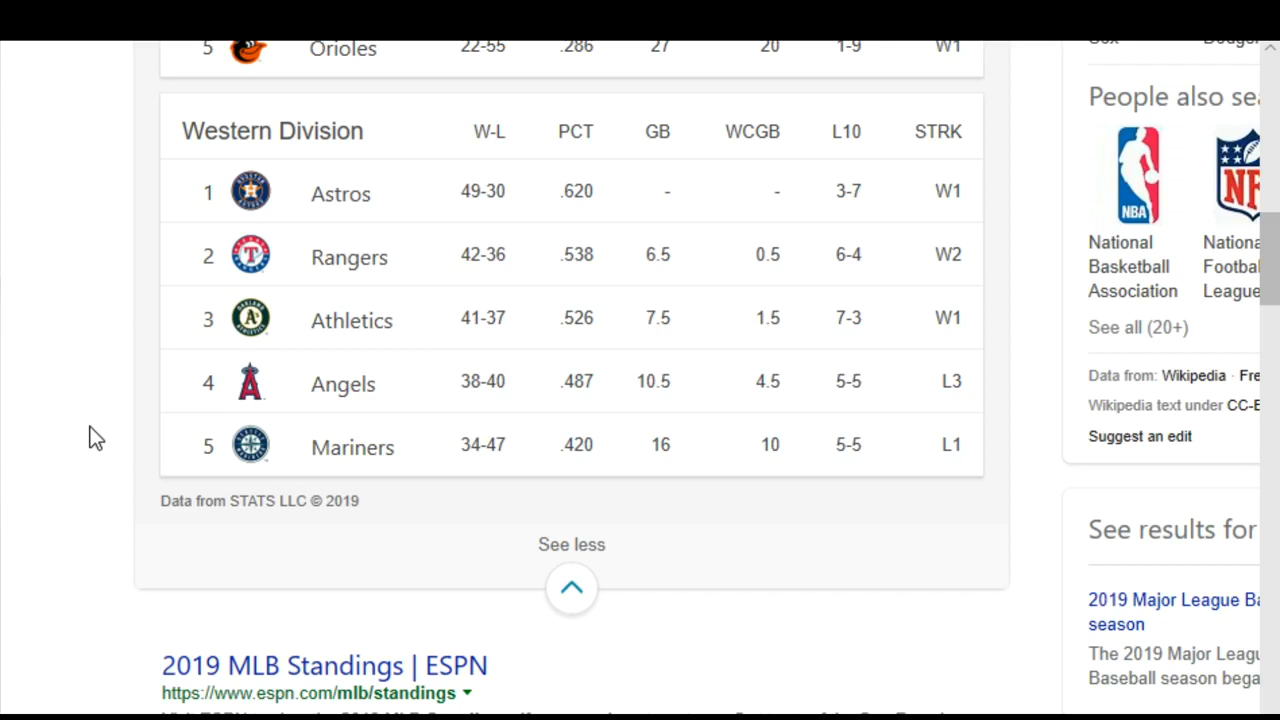 5 Orioles 22-55 .286 27 20 1-9 W1
Western Division W-L PCT GB WCGB L10 STRK
1 Astros 49-30 .620 - - 3-7 W1
2 Rangers 42-36 .538 6.5 0.5 6-4 W2
3 Athletics 41-37 .526 7.5 1.5 7-3 W1
4 Angels 38-40 .487 10.5 4.5 5-5 L3
5 Mariners 34-47 .420 16 10 5-5 L1
Data from STATS LLC © 2019
See less
2019 MLB Standings | ESPN
https://www.espn.com/mlb/standings
People also sea
NBA
National
Basketball
Association
Nationa
Footbal
League
See all (20+)
Data from: Wikipedia · Fre
Wikipedia text under CC-B
Suggest an edit
See results for
2019 Major League Ba
season
The 2019 Major Leagu
Baseball season bega